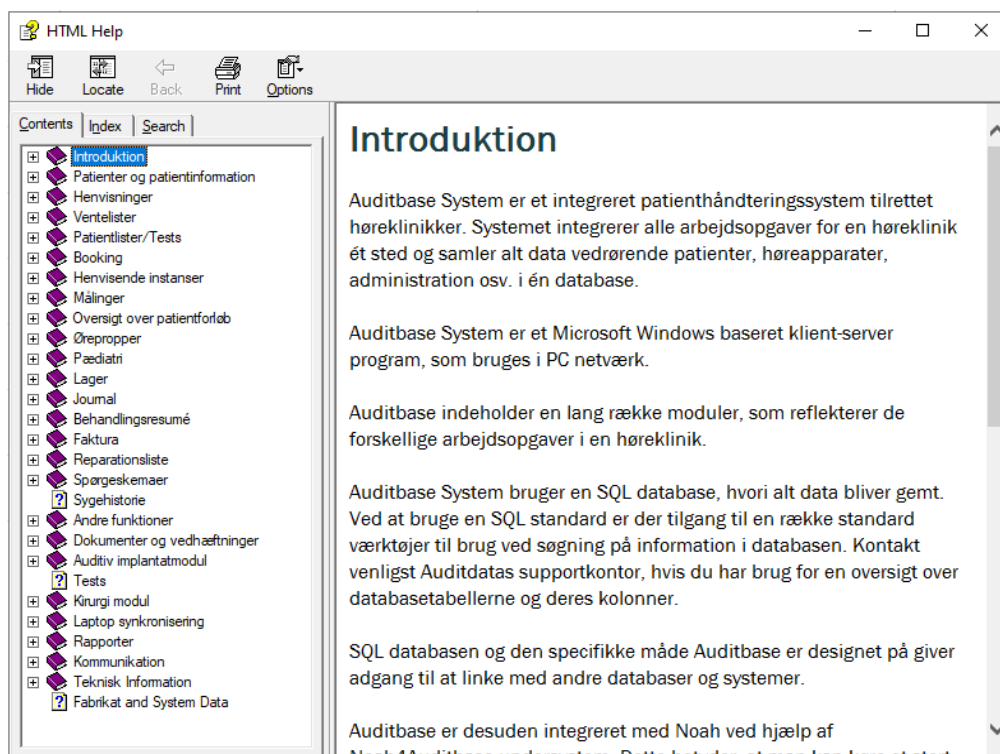 HTML Help
Hide Locate Back Print Options
Contents Index Search
Introduktion
Patienter og patientinformation
Henvisninger
Ventelister
Patientlister/Tests
Booking
Henvisende instanser
Målinger
Oversigt over patientforløb
Ørepropper
Pædiatri
Lager
Journal
Behandlingsresumé
Faktura
Reparationsliste
Spørgeskemaer
Sygehistorie
Andre funktioner
Dokumenter og vedhæftninger
Auditiv implantatmodul
Tests
Kirurgi modul
Laptop synkronisering
Rapporter
Kommunikation
Teknisk Information
Fabrikat and System Data
Introduktion
Auditbase System er et integreret patienthåndteringssystem tilrettet
høreklinikker. Systemet integrerer alle arbejdsopgaver for en høreklinik
ét sted og samler alt data vedrørende patienter, høreapparater,
administration osv. i én database.
Auditbase System er et Microsoft Windows baseret klient-server
program, som bruges i PC netværk.
Auditbase indeholder en lang række moduler, som reflekterer de
forskellige arbejdsopgaver i en høreklinik.
Auditbase System bruger en SQL database, hvori alt data bliver gemt.
Ved at bruge en SQL standard er der tilgang til en række standard
værktøjer til brug ved søgning på information i databasen. Kontakt
venligst Auditdatas supportkontor, hvis du har brug for en oversigt over
databasetabellerne og deres kolonner.
SQL databasen og den specifikke måde Auditbase er designet på giver
adgang til at linke med andre databaser og systemer.
Auditbase er desuden integreret med Noah ved hjælp af